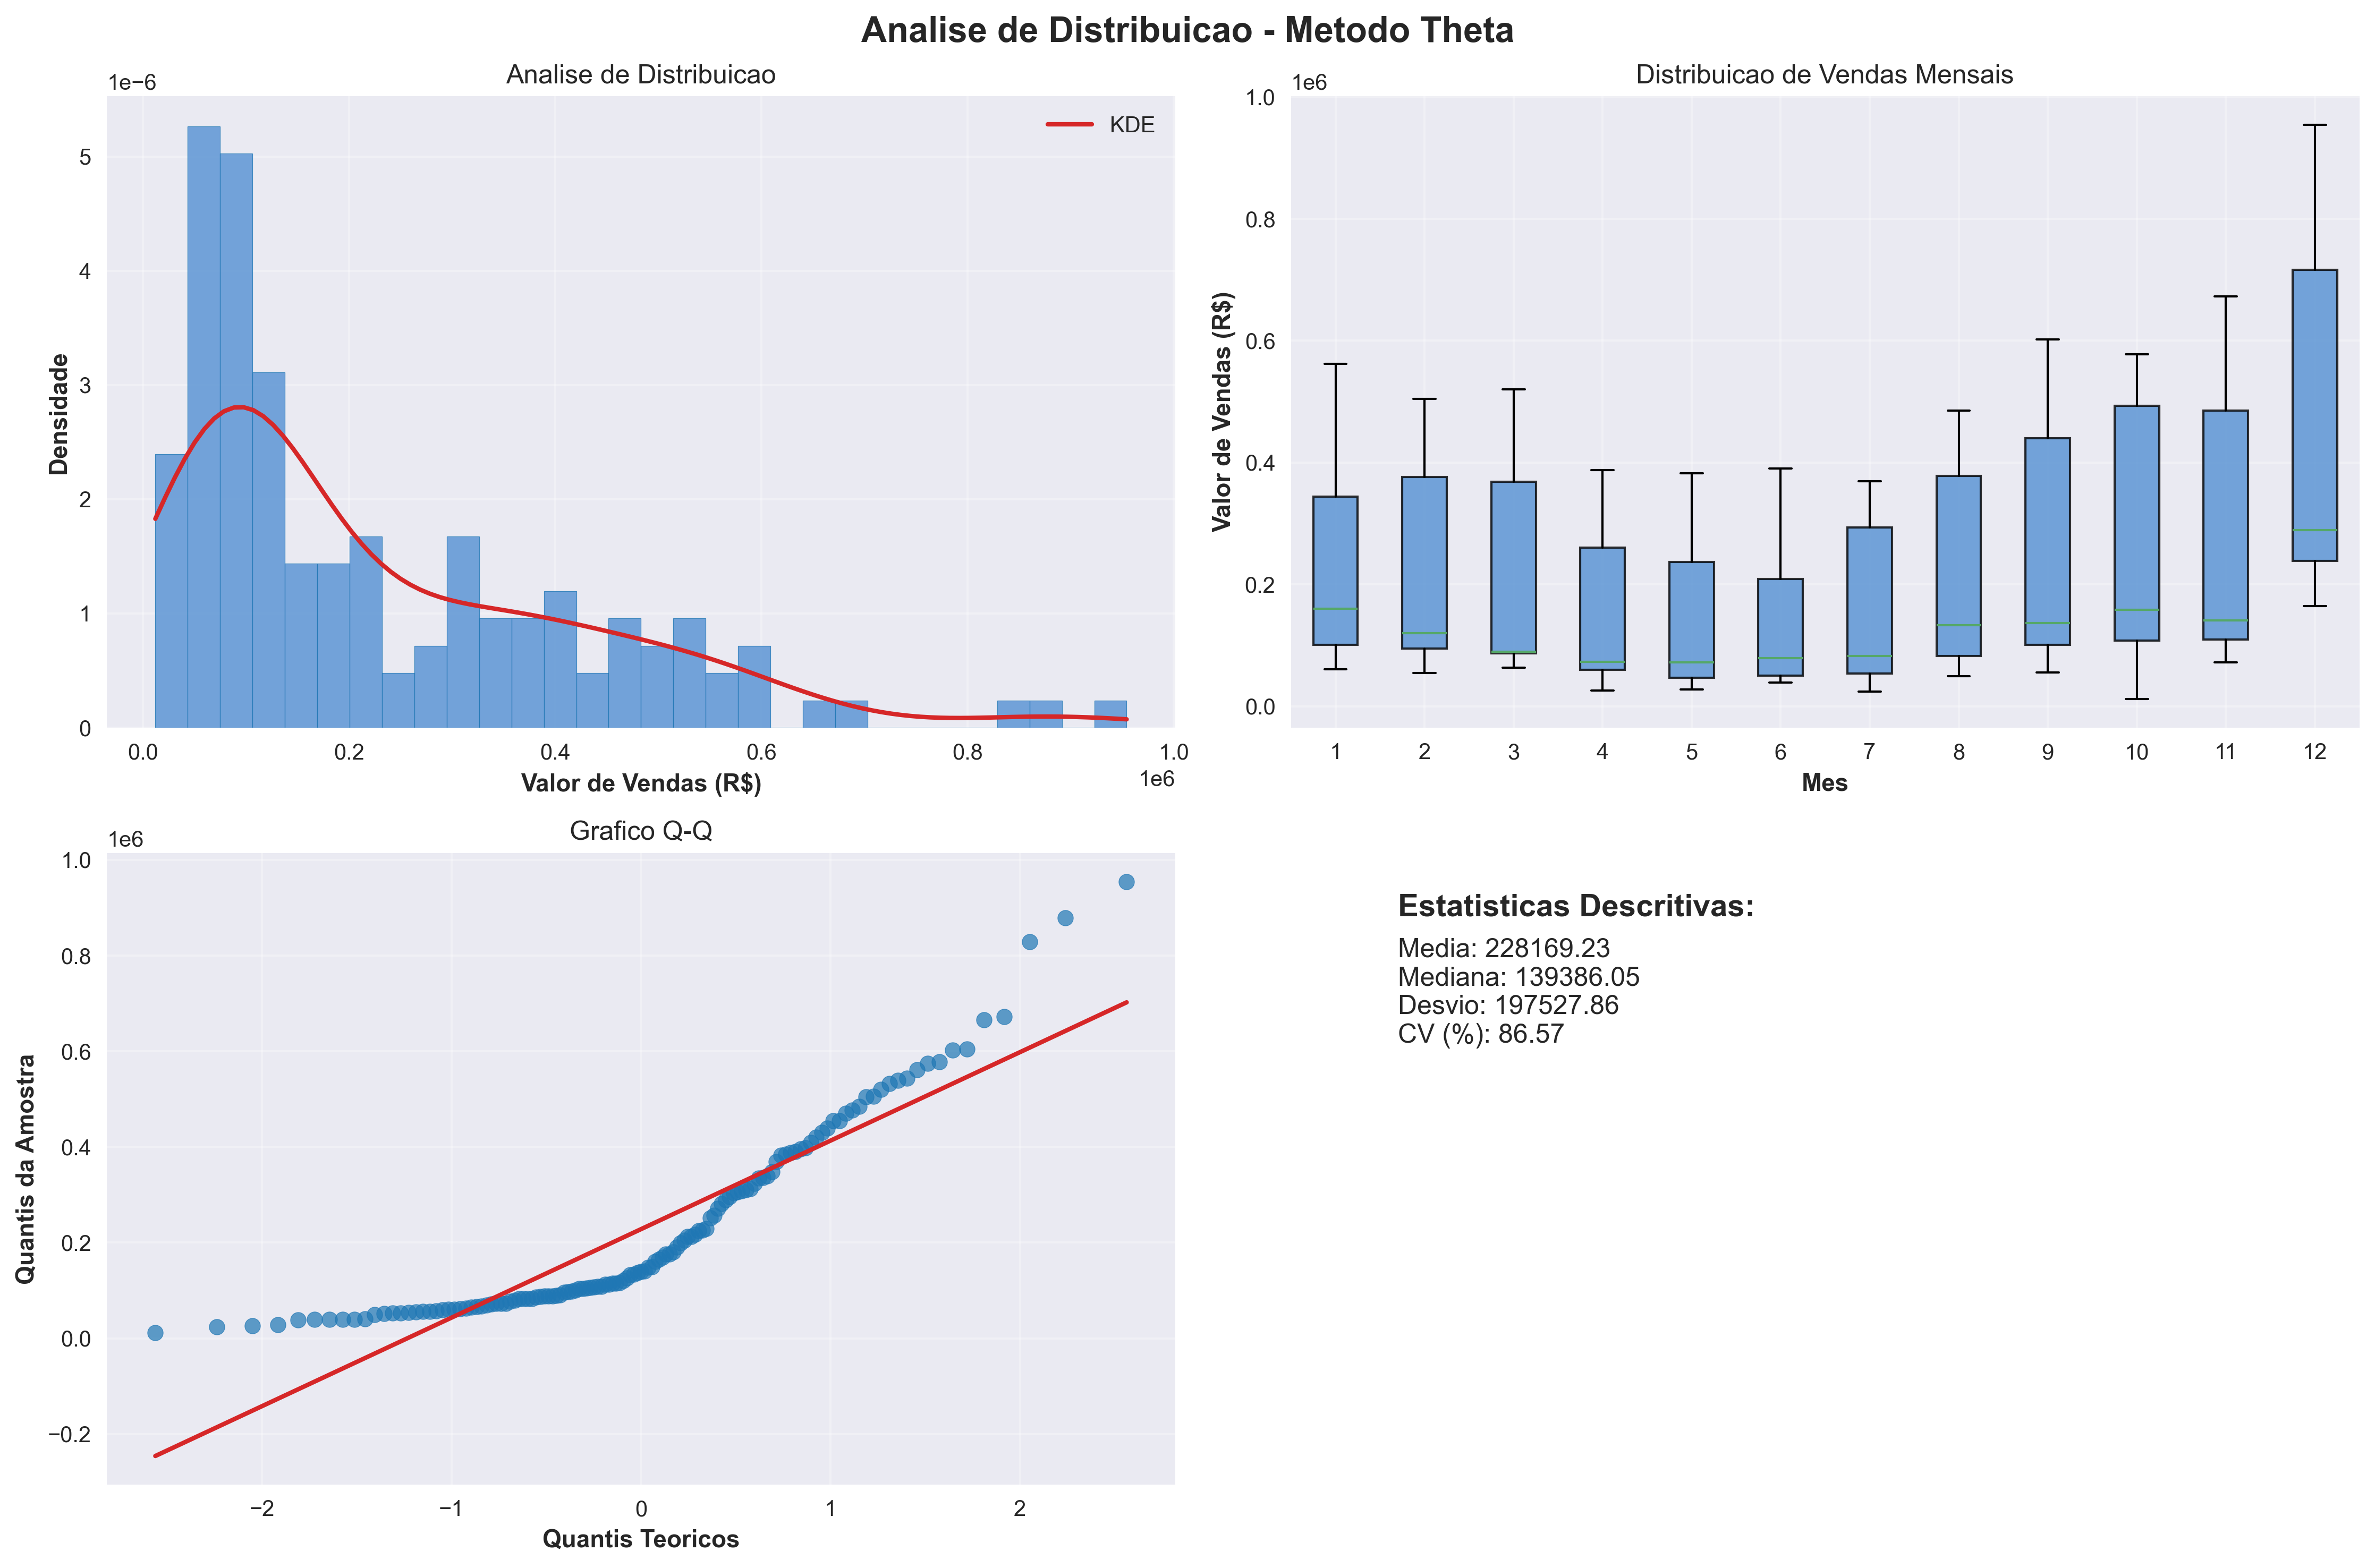 Analise de Distribuicao - Metodo Theta
Analise de Distribuicao
1e−6
Densidade
5
4
3
2
1
0
KDE
0.0 0.2 0.4 0.6 0.8 1.0
1e6
Valor de Vendas (R$)
Distribuicao de Vendas Mensais
1e6
Valor de Vendas (R$)
1.0
0.8
0.6
0.4
0.2
0.0
1 2 3 4 5 6 7 8 9 10 11 12
Mes
Grafico Q-Q
1e6
Quantis da Amostra
1.0
0.8
0.6
0.4
0.2
0.0
−0.2
−2 −1 0 1 2
Quantis Teoricos
Estatisticas Descritivas:
Media: 228169.23
Mediana: 139386.05
Desvio: 197527.86
CV (%): 86.57